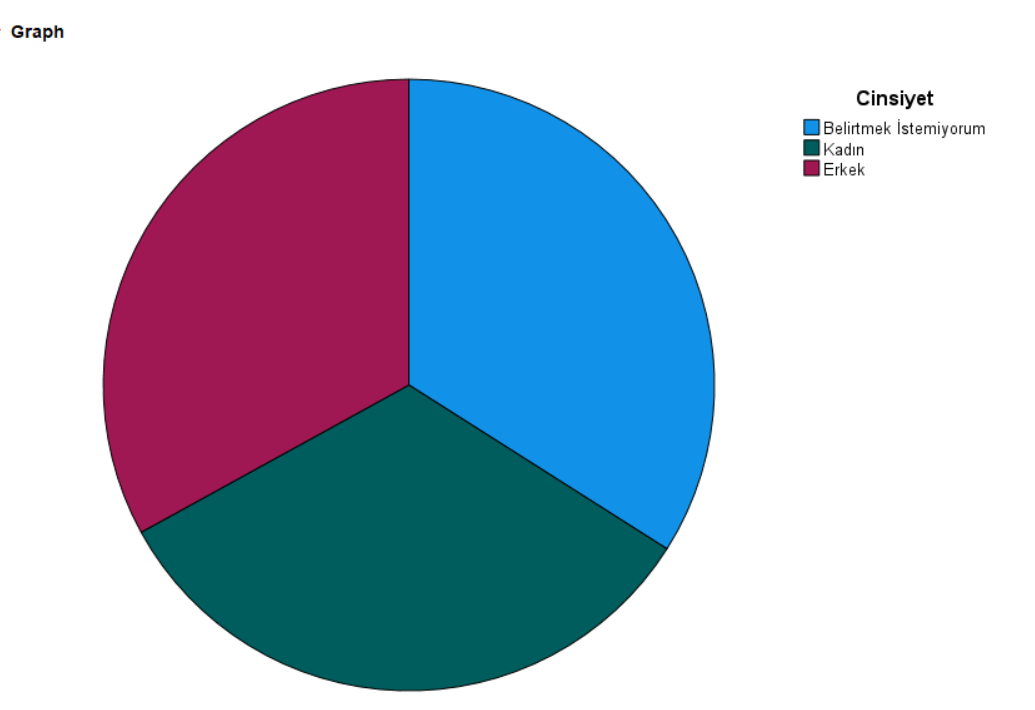 Graph
Cinsiyet
Belirtmek İstemiyorum
Kadın
Erkek